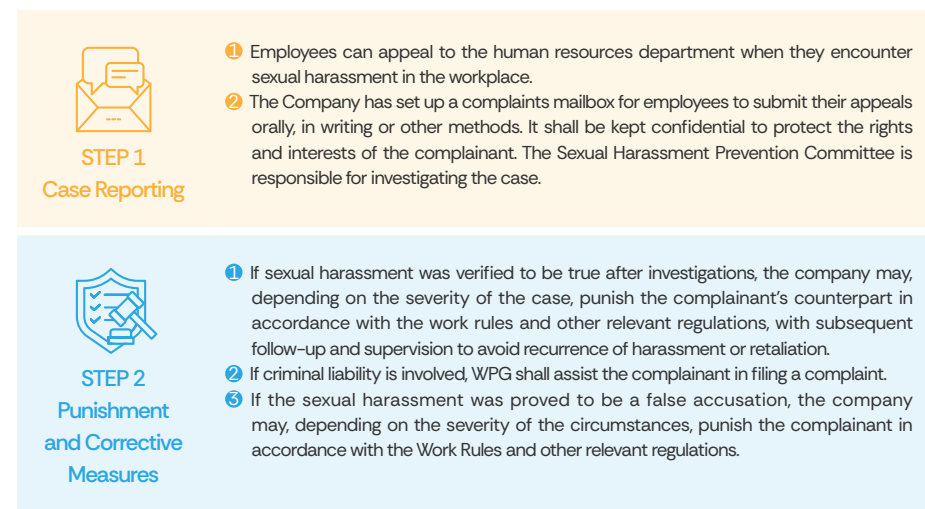 STEP 1
Case Reporting
1 Employees can appeal to the human resources department when they encounter
sexual harassment in the workplace.
2 The Company has set up a complaints mailbox for employees to submit their appeals
orally, in writing or other methods. It shall be kept confidential to protect the rights
and interests of the complainant. The Sexual Harassment Prevention Committee is
responsible for investigating the case.
STEP 2
Punishment
and Corrective
Measures
1 If sexual harassment was verified to be true after investigations, the company may,
depending on the severity of the case, punish the complainant's counterpart in
accordance with the work rules and other relevant regulations, with subsequent
follow-up and supervision to avoid recurrence of harassment or retaliation.
2 If criminal liability is involved, WPG shall assist the complainant in filing a complaint.
3 If the sexual harassment was proved to be a false accusation, the company
may, depending on the severity of the circumstances, punish the complainant in
accordance with the Work Rules and other relevant regulations.